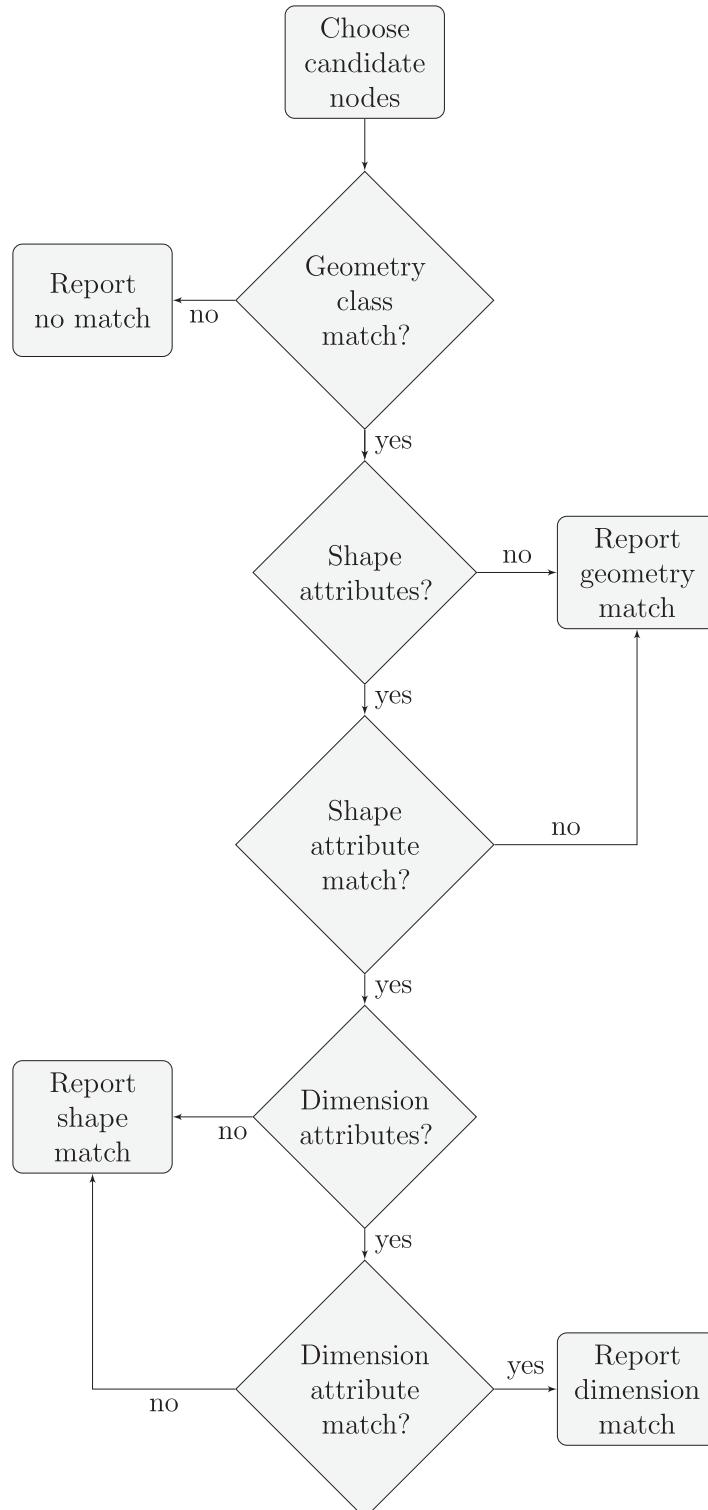 Choose
candidate
nodes
Geometry
class
match?
Report
no match
no
yes
Shape
attributes?
no
Report
geometry
match
yes
Shape
attribute
match?
no
yes
Dimension
attributes?
no
Report
shape
match
yes
Dimension
attribute
match?
no
yes
Report
dimension
match